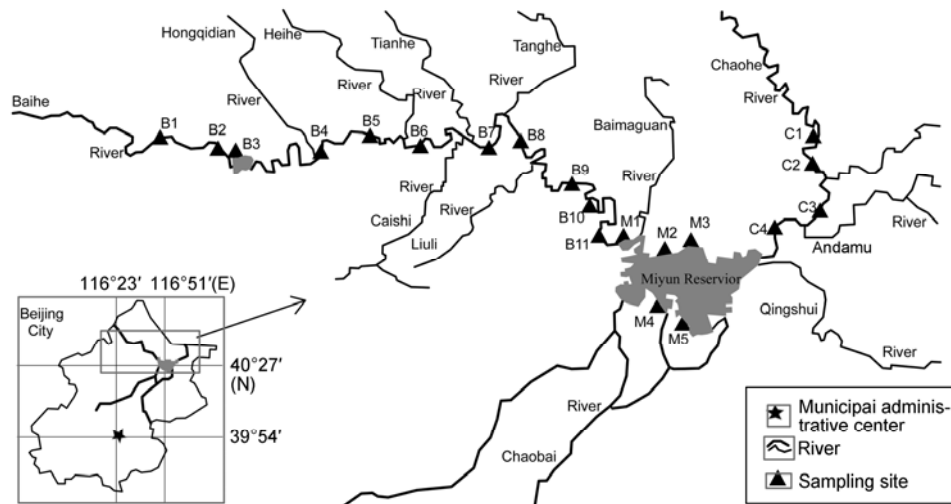 Hongqidian
River
Heihe
River
Tianhe
River
Tanghe
River
Chaohe
River
Baihe
River
B1
B2
B3
B4
B5
B6
B7
B8
B9
B10
B11
Baimaguan
River
Caishi
River
Liuli
River
M1
M2
M3
M4
M5
C1
C2
C3
C4
River
Andamu
Miyun Reservior
Qingshui
River
River
Chaobai
116°23′ 116°51′(E)
Beijing
City
40°27′
(N)
39°54′
Municipai adminis-
trative center
River
Sampling site